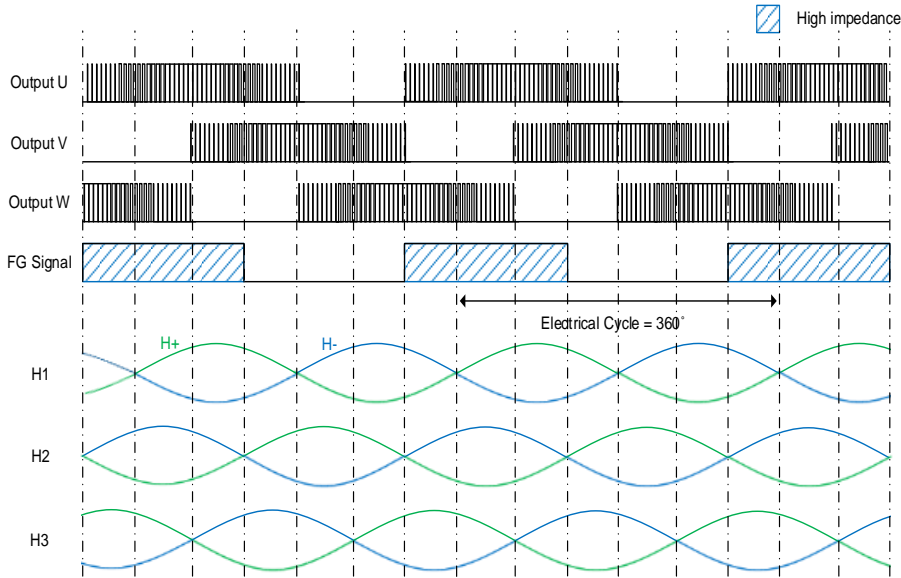 High impedance
Output U
Output V
Output W
FG Signal
Electrical Cycle = 360°
H+
H-
H1
H2
H3